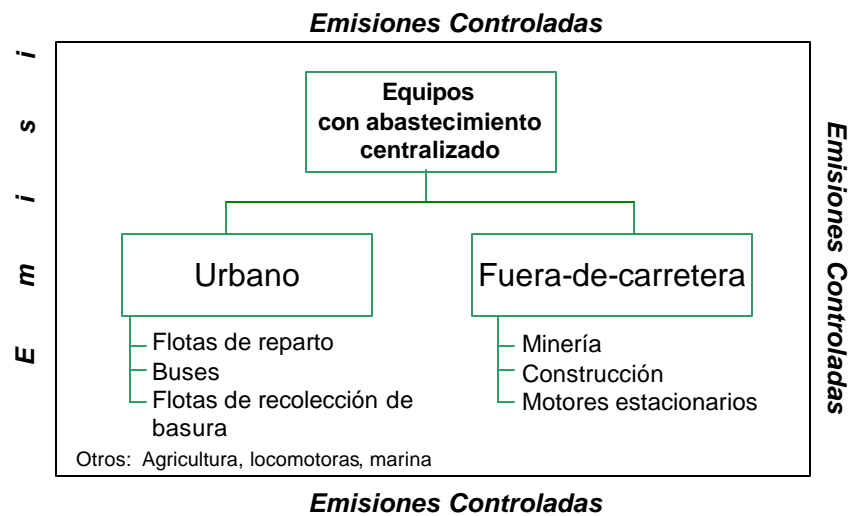 Emisiones Controladas
Equipos
con abastecimiento
centralizado
Urbano
Flotas de reparto
Buses
Flotas de recolección de
basura
Fuera-de-carretera
Minería
Construcción
Motores estacionarios
Otros: Agricultura, locomotoras, marina
E m i s i
Emisiones Controladas
Emisiones Controladas